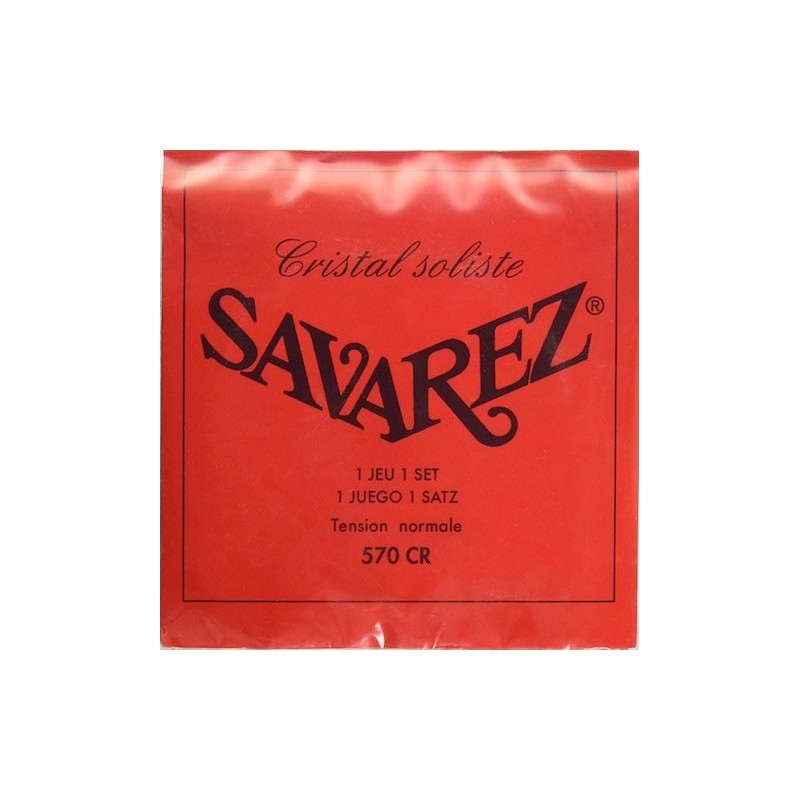 Cristal soliste
SAVAREZ®
1 JEU 1 SET
1 JUEGO 1 SATZ
Tension normale
570 CR